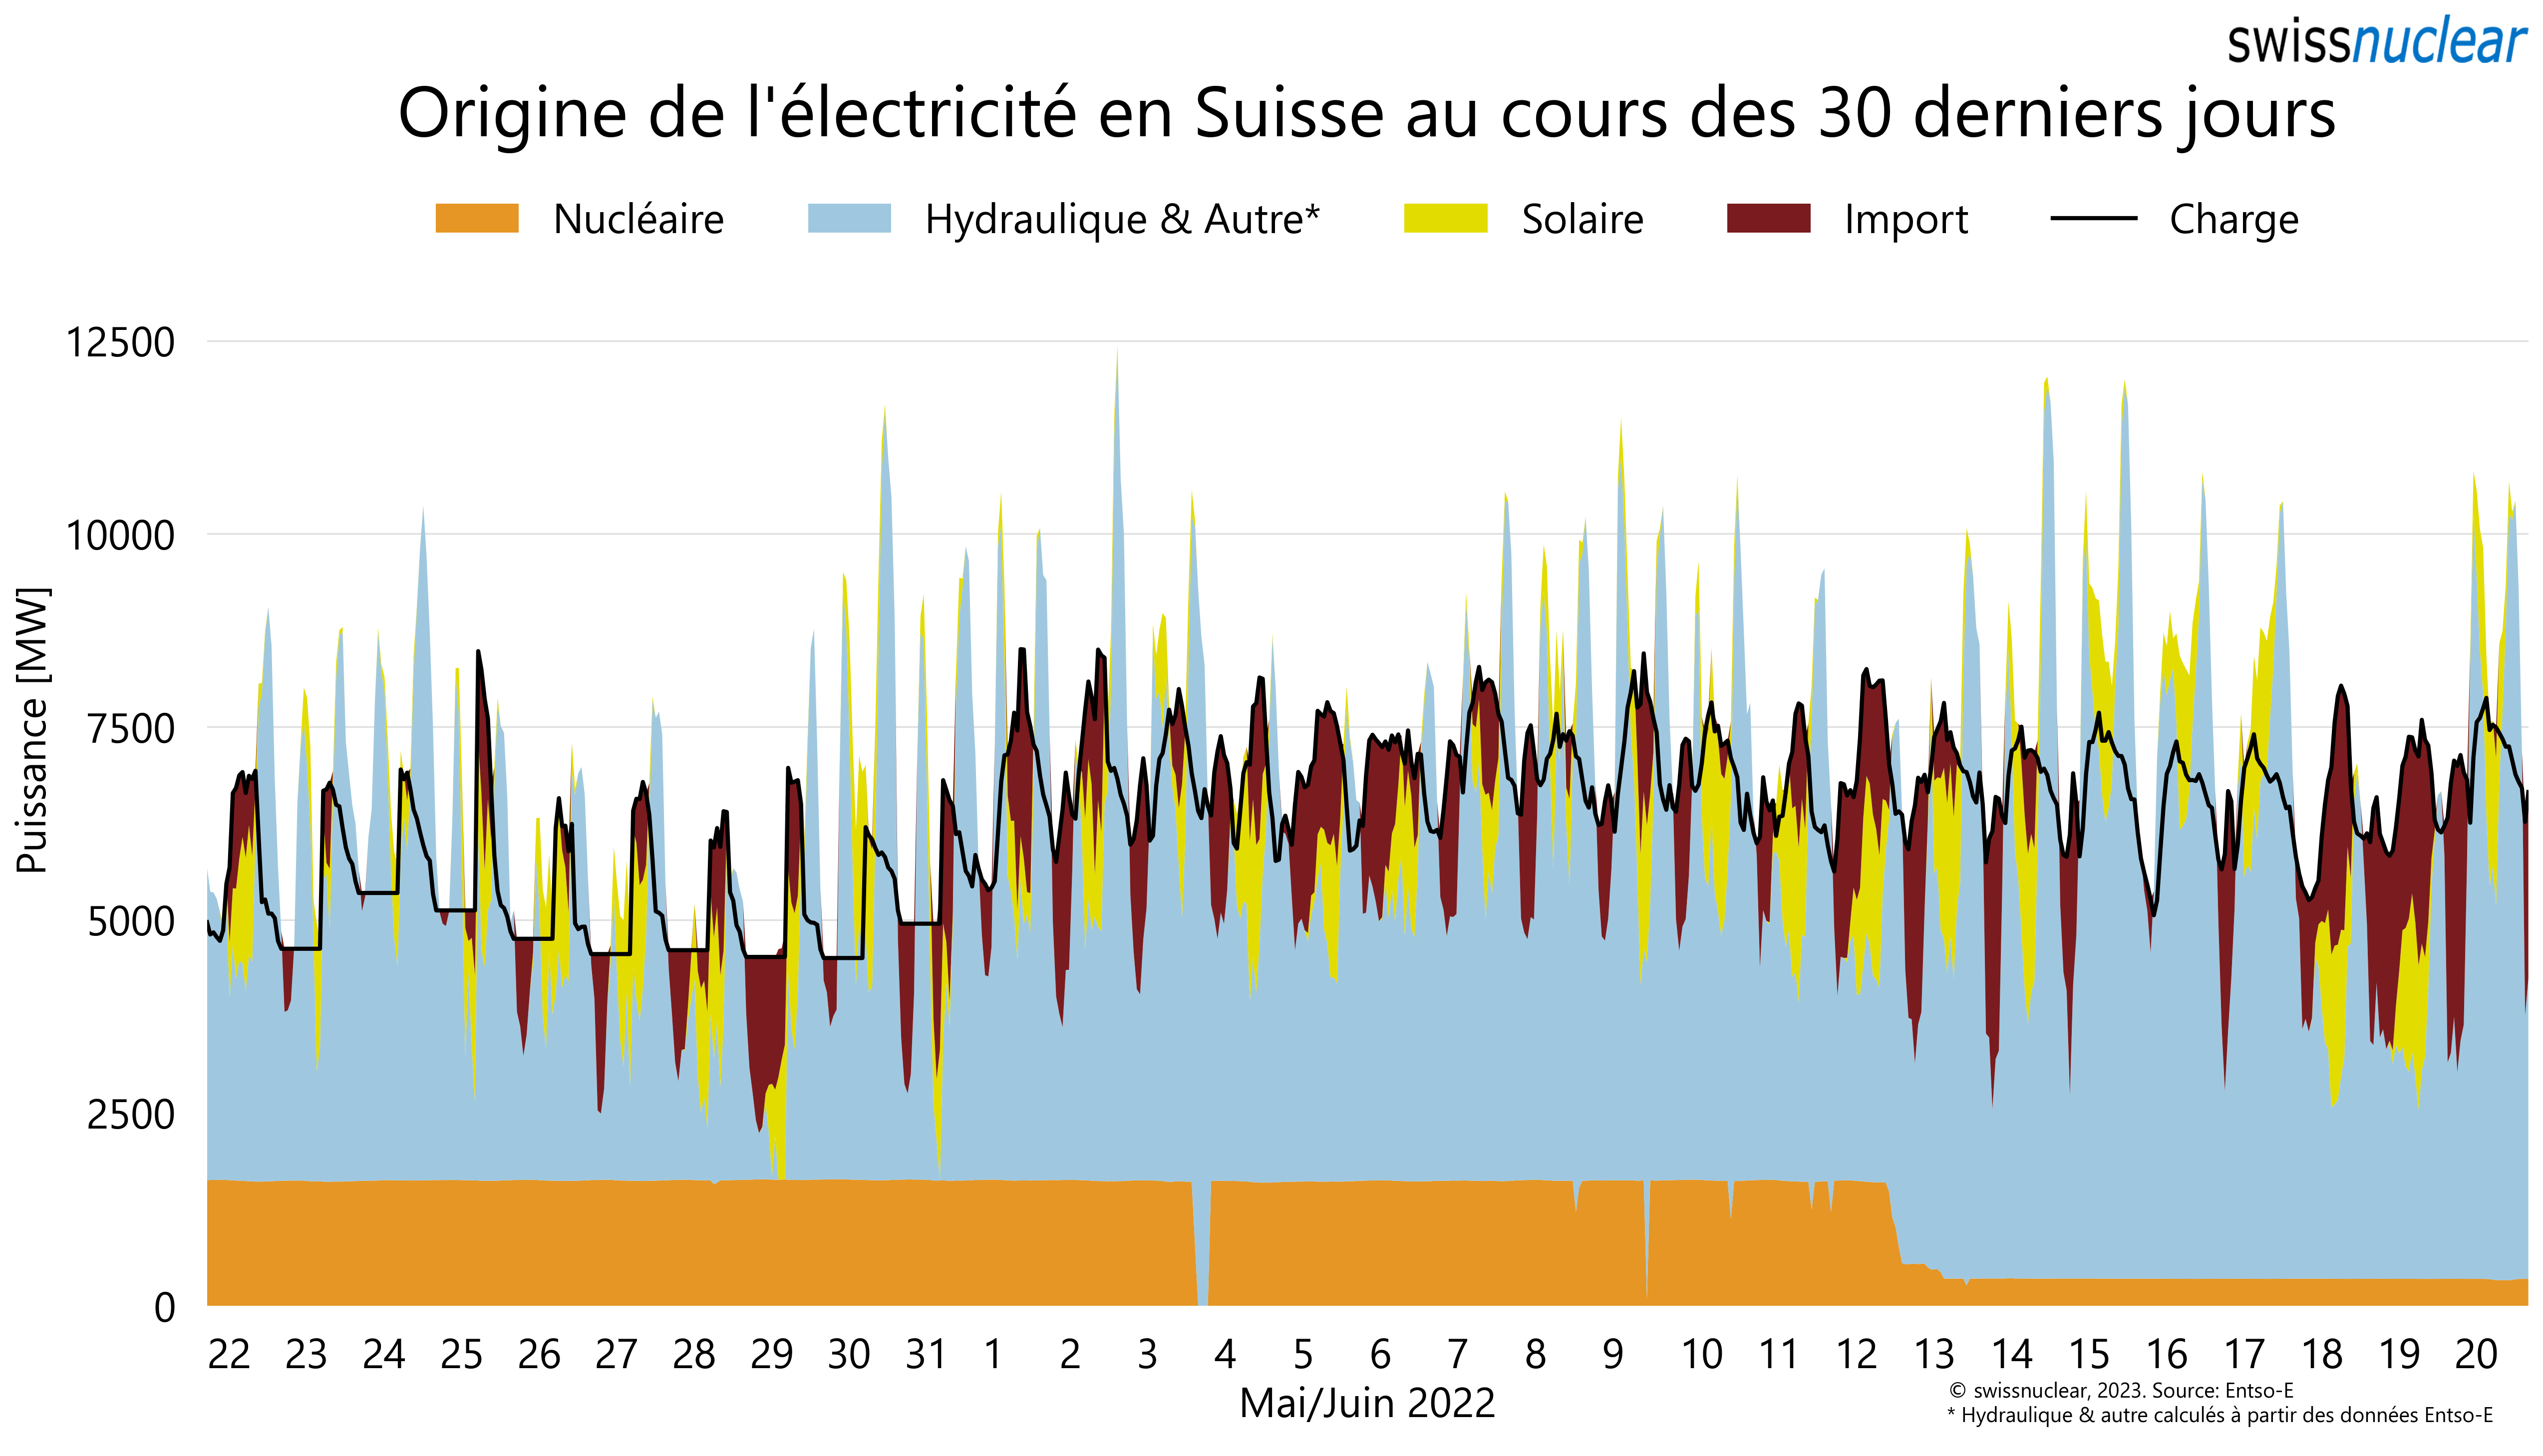 swissnuclear
Origine de l'électricité en Suisse au cours des 30 derniers jours
Nucléaire Hydraulique & Autre* Solaire Import Charge
Puissance [MW]
12500
10000
7500
5000
2500
0
22 23 24 25 26 27 28 29 30 31 1 2 3 4 5 6 7 8 9 10 11 12 13 14 15 16 17 18 19 20
Mai/Juin 2022
© swissnuclear, 2023. Source: Entso-E
* Hydraulique & autre calculés à partir des données Entso-E